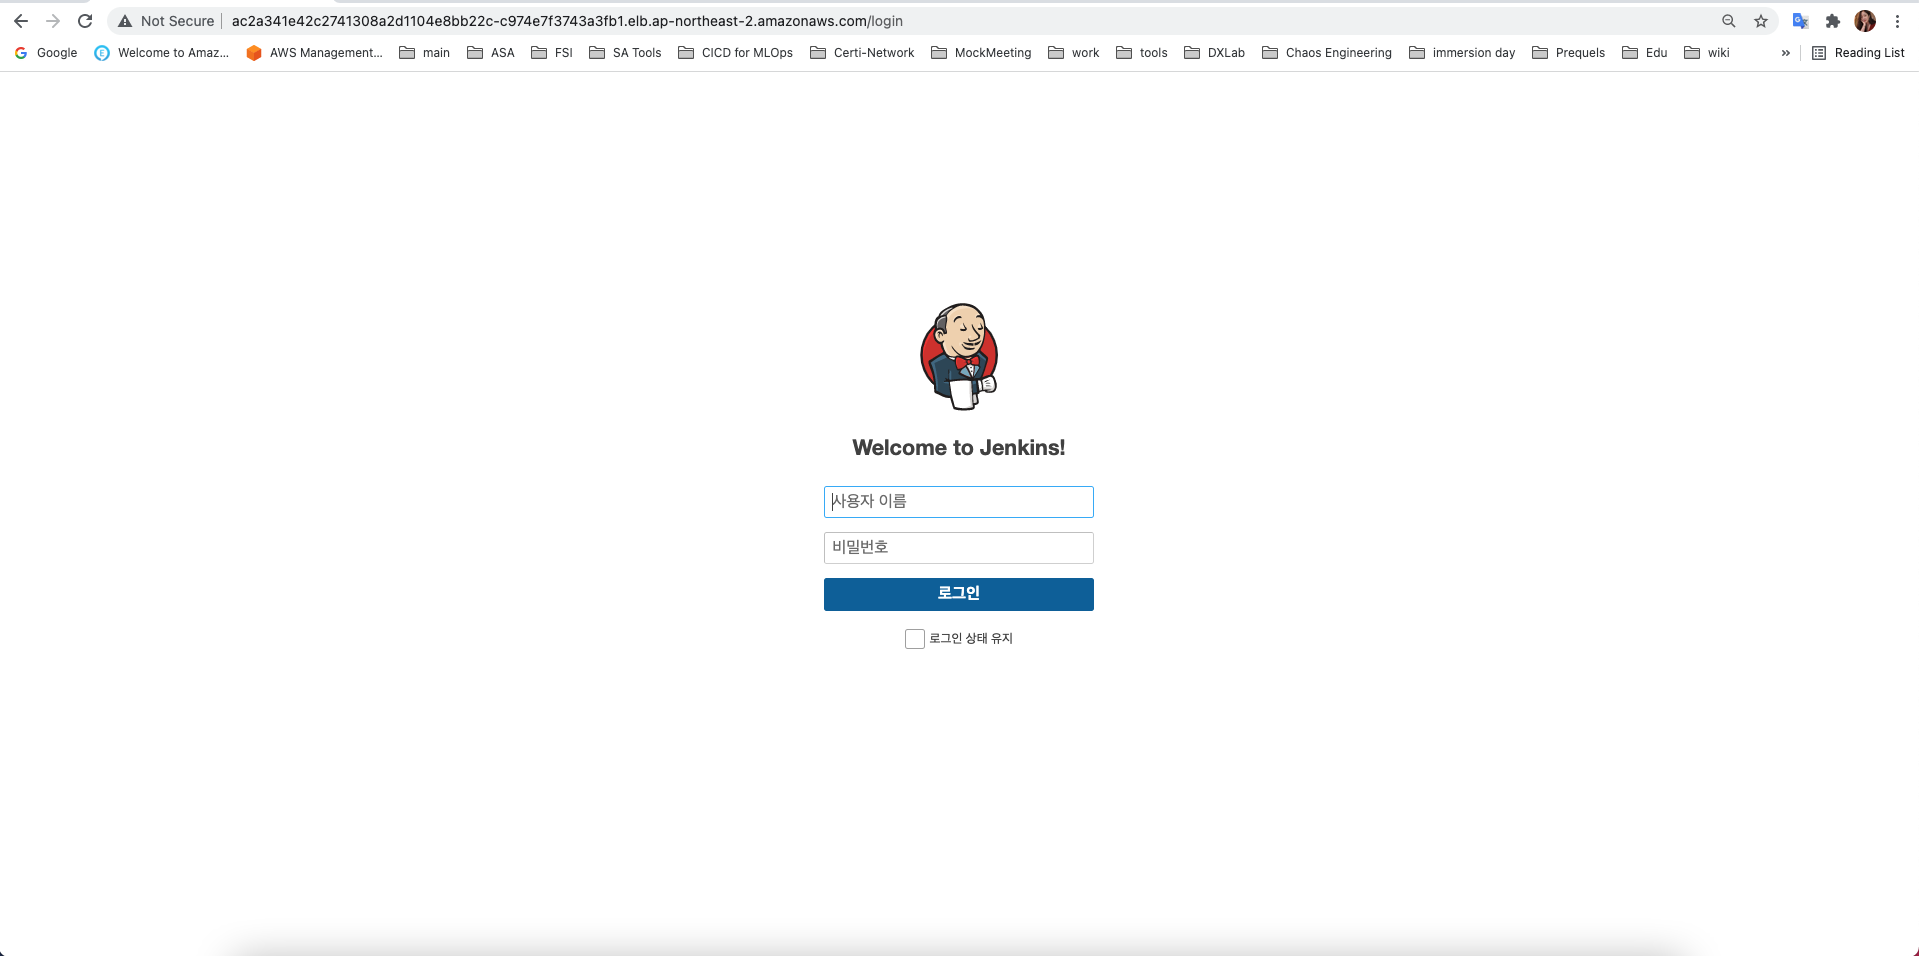 Not Secure ac2a341e42c2741308a2d1104e8bb22c-c974e7f3743a3fb1.elb.ap-northeast-2.amazonaws.com/login
Google Welcome to Amaz... AWS Management... main ASA FSI SA Tools CICD for MLOps Certi-Network MockMeeting work tools DXLab Chaos Engineering immersion day Prequels Edu wiki » Reading List
Welcome to Jenkins!
사용자 이름
비밀번호
로그인
로그인 상태 유지